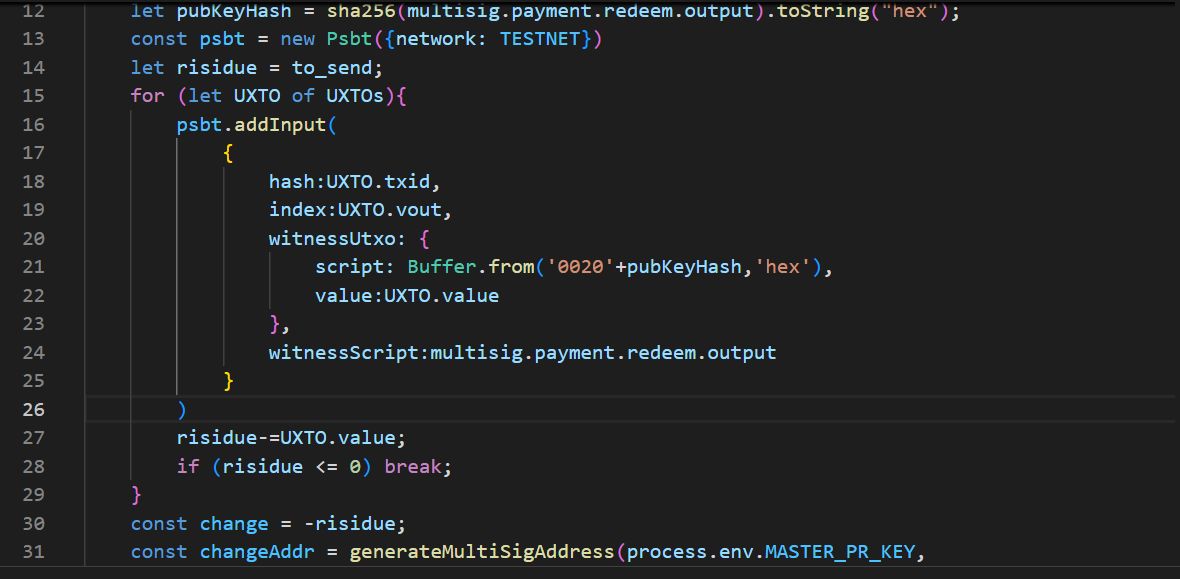 12 let pubKeyHash = sha256(multisig.payment.redeem.output).toString("hex");
13 const psbt = new Psbt({network: TESTNET})
14 let risidue = to_send;
15 for (let UXTO of UXTOs){
16 psbt.addInput(
17 {
18 hash:UXTO.txid,
19 index:UXTO.vout,
20 witnessUtxo: {
21 script: Buffer.from('0020'+pubKeyHash,'hex'),
22 value:UXTO.value
23 },
24 witnessScript:multisig.payment.redeem.output
25 }
26 )
27 risidue-=UXTO.value;
28 if (risidue <= 0) break;
29 }
30 const change = -risidue;
31 const changeAddr = generateMultiSigAddress(process.env.MASTER_PR_KEY,